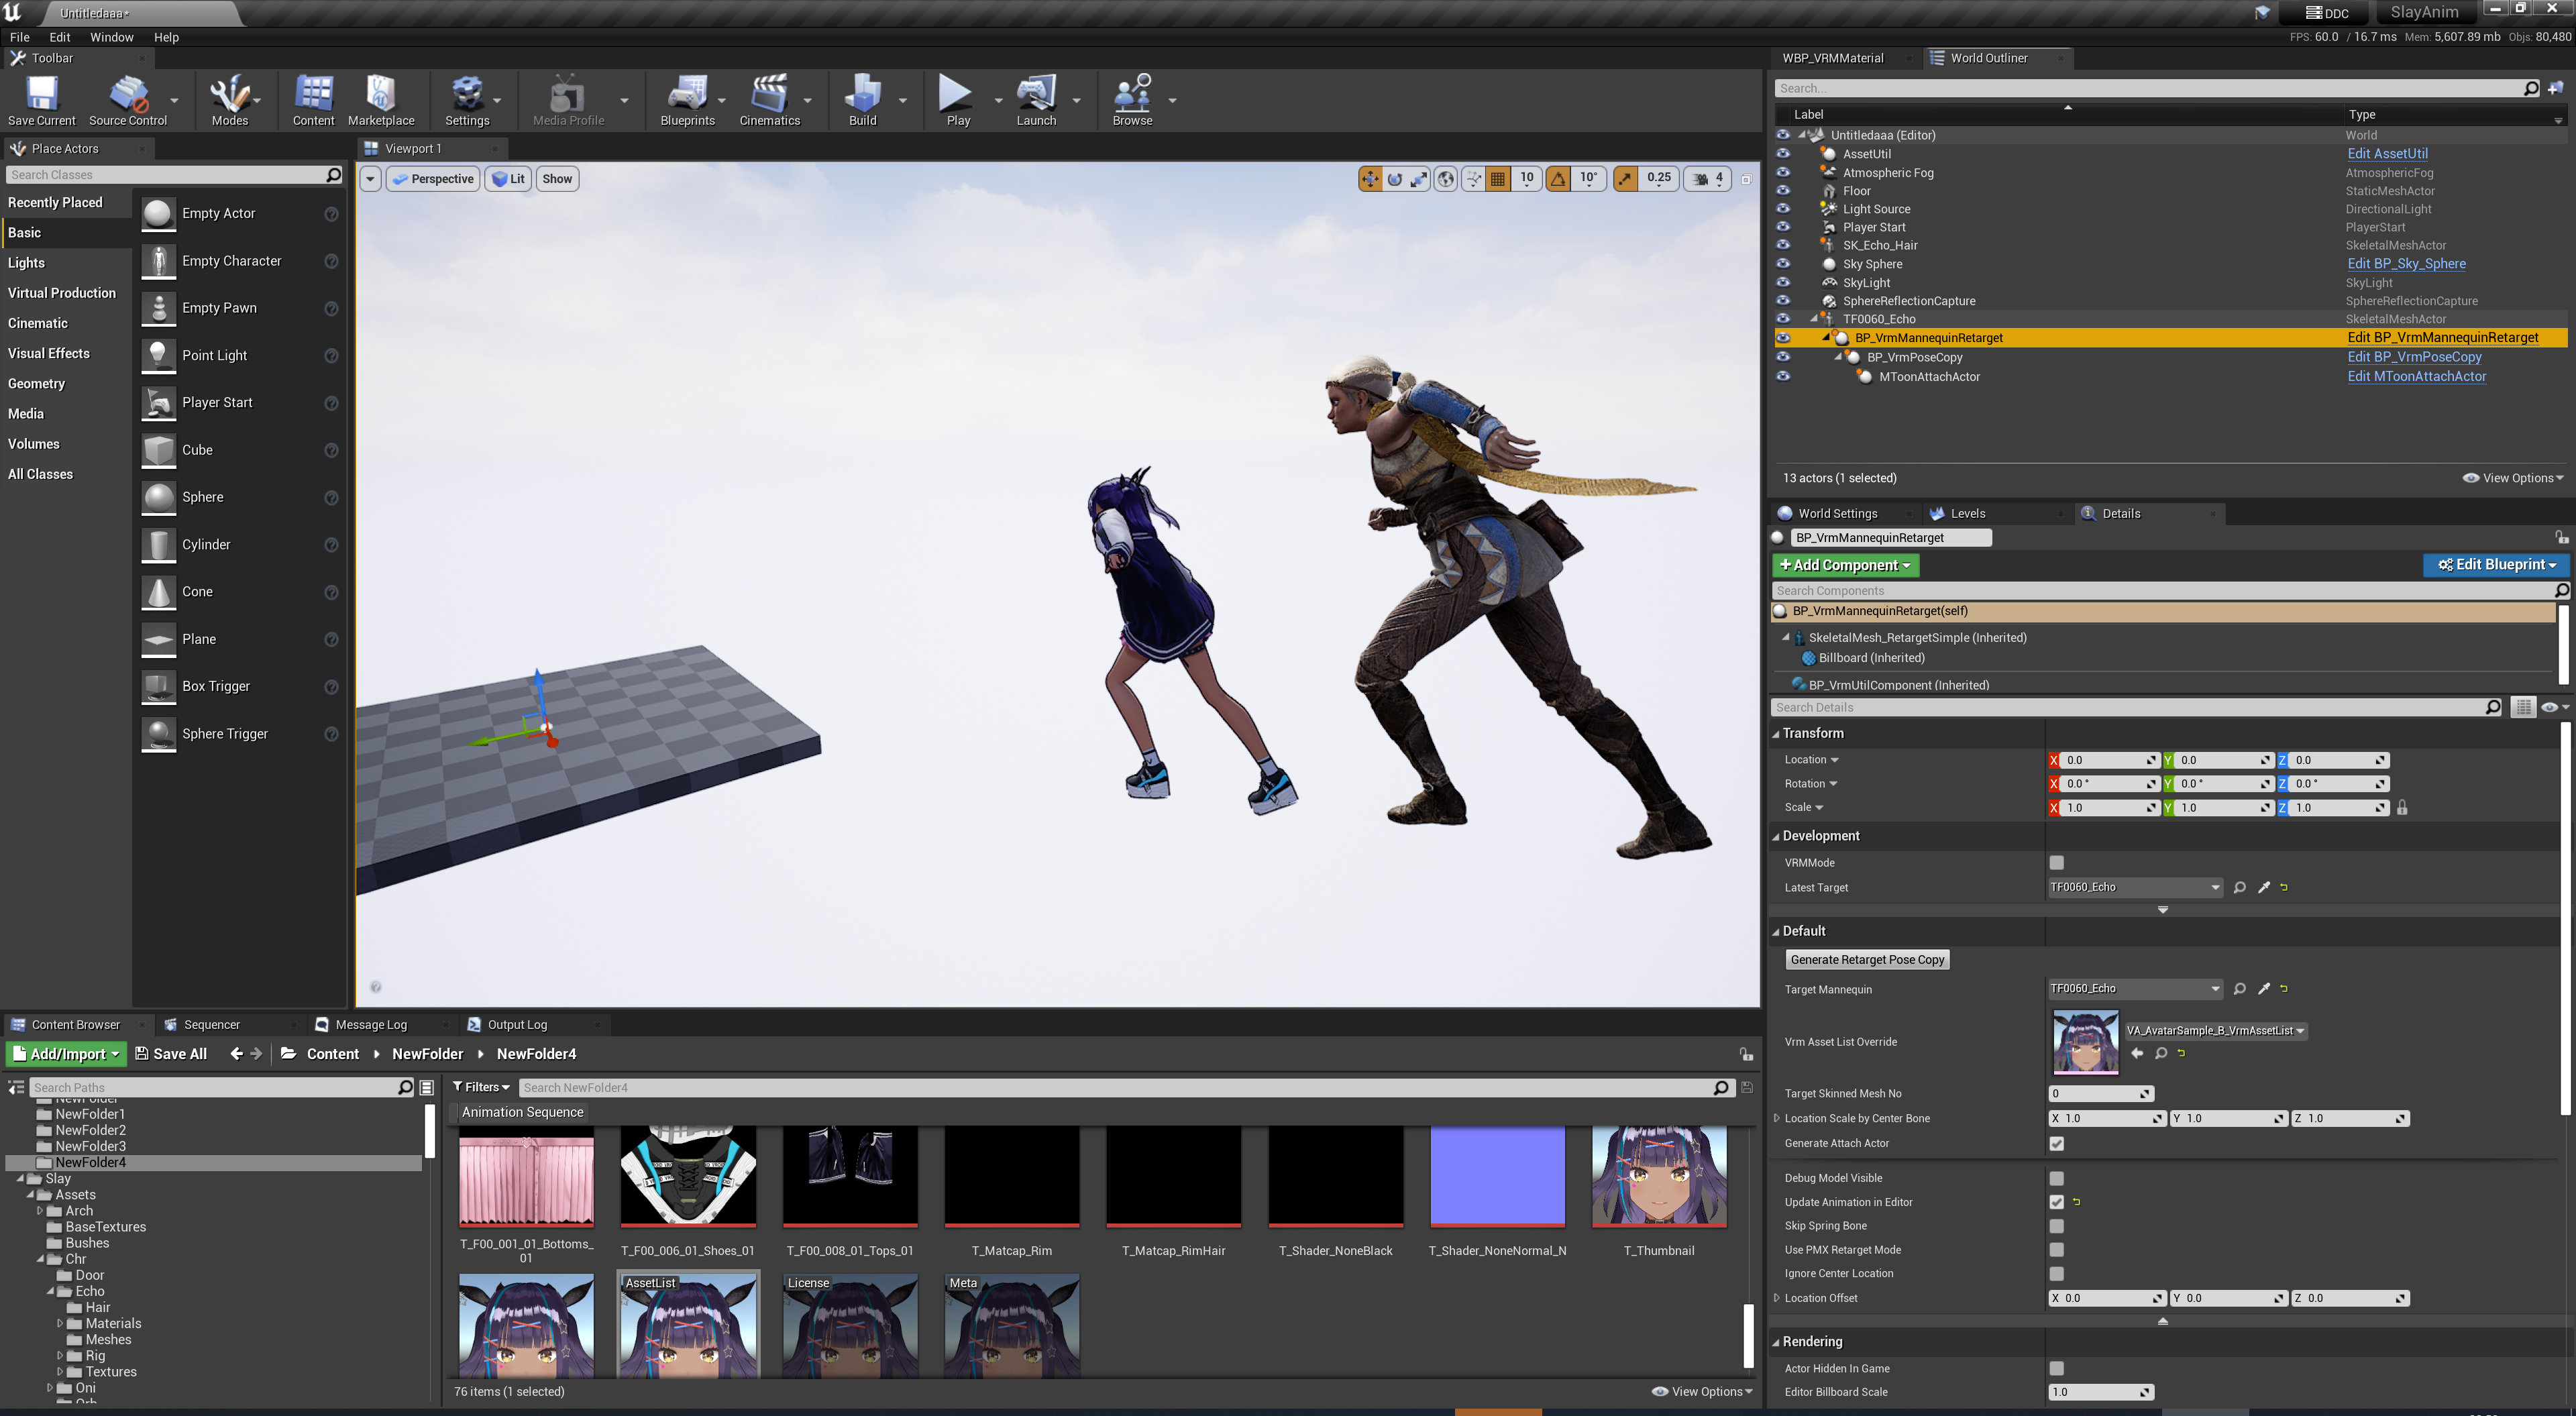 Untitledaaa*
DDC
SlayAnim
File Edit Window Help
FPS: 60.0 / 16.7 ms Mem: 5,607.89 mb Objs: 80,480
Toolbar
Save Current
Source Control
Modes
Content
Marketplace
Settings
Media Profile
Blueprints
Cinematics
Build
Play
Launch
Browse
Place Actors
Search Classes
Recently Placed
Basic
Lights
Virtual Production
Cinematic
Visual Effects
Geometry
Media
Volumes
All Classes
Empty Actor
Empty Character
Empty Pawn
Point Light
Player Start
Cube
Sphere
Cylinder
Cone
Plane
Box Trigger
Sphere Trigger
Viewport 1
Perspective
Lit
Show
10
10°
0.25
4
WBP_VRMMaterial
World Outliner
Search...
Label Type
Untitledaaa (Editor) World
AssetUtil Edit AssetUtil
Atmospheric Fog AtmosphericFog
Floor StaticMeshActor
Light Source DirectionalLight
Player Start PlayerStart
SK_Echo_Hair SkeletalMeshActor
Sky Sphere Edit BP_Sky_Sphere
SkyLight SkyLight
SphereReflectionCapture SphereReflectionCapture
TF0060_Echo SkeletalMeshActor
BP_VrmMannequinRetarget Edit BP_VrmMannequinRetarget
BP_VrmPoseCopy Edit BP_VrmPoseCopy
MToonAttachActor Edit MToonAttachActor
13 actors (1 selected)
View Options
World Settings
Levels
Details
BP_VrmMannequinRetarget
Add Component
Edit Blueprint
Search Components
BP_VrmMannequinRetarget(self)
SkeletalMesh_RetargetSimple (Inherited)
Billboard (Inherited)
BP_VrmUtilComponent (Inherited)
Search Details
Transform
Location X 0.0 Y 0.0 Z 0.0
Rotation X 0.0 ° Y 0.0 ° Z 0.0 °
Scale X 1.0 Y 1.0 Z 1.0
Development
VRMMode
Latest Target TF0060_Echo
Default
Generate Retarget Pose Copy
Target Mannequin TF0060_Echo
Vrm Asset List Override VA_AvatarSample_B_VrmAssetList
Target Skinned Mesh No 0
Location Scale by Center Bone X 1.0 Y 1.0 Z 1.0
Generate Attach Actor
Debug Model Visible
Update Animation in Editor
Skip Spring Bone
Use PMX Retarget Mode
Ignore Center Location
Location Offset X 0.0 Y 0.0 Z 0.0
Rendering
Actor Hidden In Game
Editor Billboard Scale 1.0
Content Browser
Sequencer
Message Log
Output Log
Add/Import
Save All
Content
NewFolder
NewFolder4
Search Paths
NewFolder
NewFolder1
NewFolder2
NewFolder3
NewFolder4
Slay
Assets
Arch
BaseTextures
Bushes
Chr
Door
Echo
Hair
Materials
Meshes
Rig
Textures
Oni
Filters
Search NewFolder4
Animation Sequence
T_F00_001_01_Bottoms_
01
T_F00_006_01_Shoes_01
T_F00_008_01_Tops_01
T_Matcap_Rim
T_Matcap_RimHair
T_Shader_NoneBlack
T_Shader_NoneNormal_N
T_Thumbnail
AssetList
License
Meta
76 items (1 selected)
View Options